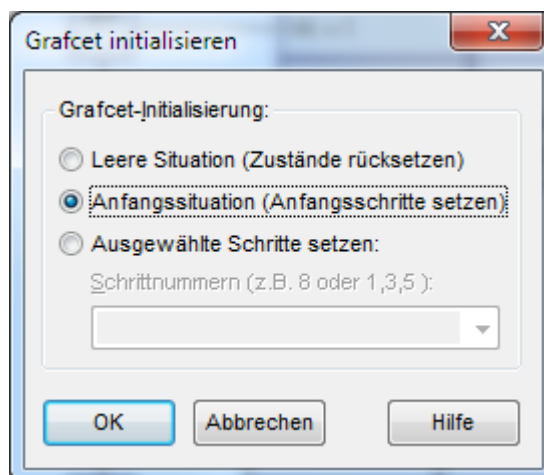 Grafcet initialisieren
Grafcet-Initialisierung:
Leere Situation (Zustände rücksetzen)
Anfangssituation (Anfangsschritte setzen)
Ausgewählte Schritte setzen:
Schrittnummern (z.B. 8 oder 1,3,5 ):
OK
Abbrechen
Hilfe